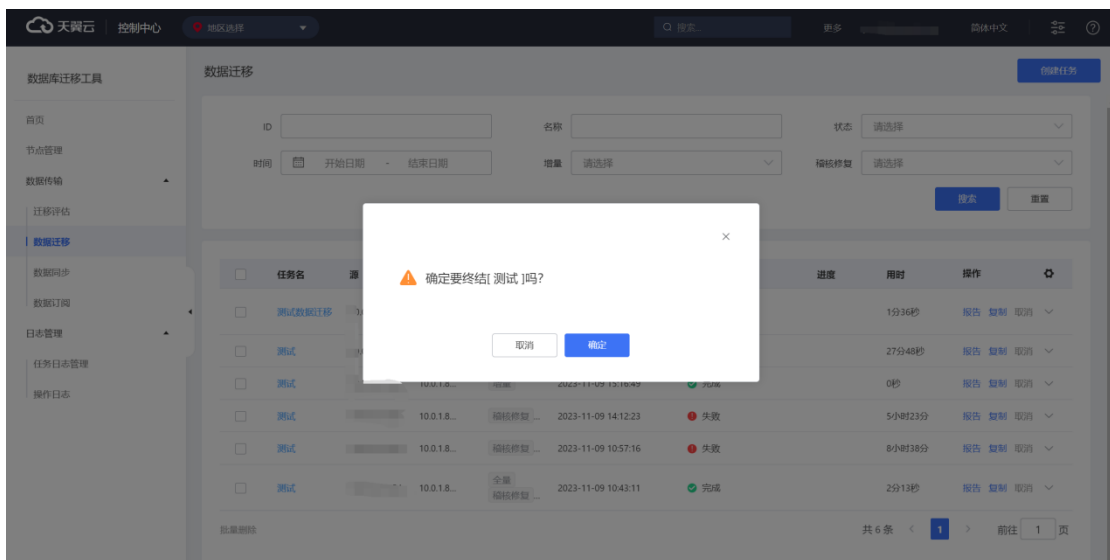 天翼云 控制中心 地区选择 搜索... 更多 简体中文
数据库迁移工具
首页
节点管理
数据传输
迁移评估
数据迁移
数据同步
数据订阅
日志管理
任务日志管理
操作日志
数据迁移 创建任务
ID 名称 状态 请选择
时间 开始日期 - 结束日期 增量 请选择 稽核修复 请选择
搜索 重置
确定要终结[ 测试 ]吗?
取消 确定
任务名 源 进度 用时 操作
测试数据迁移 1分36秒 报告 复制 取消
测试 27分48秒 报告 复制 取消
测试 10.0.1.8... 增量 2023-11-09 15:16:49 完成 0秒 报告 复制 取消
测试 10.0.1.8... 稽核修复 ... 2023-11-09 14:12:23 失败 5小时23分 报告 复制 取消
测试 10.0.1.8... 稽核修复 ... 2023-11-09 10:57:16 失败 8小时38分 报告 复制 取消
测试 10.0.1.8... 全量 稽核修复 ... 2023-11-09 10:43:11 完成 2分13秒 报告 复制 取消
批量删除 共 6 条 1 前往 1 页